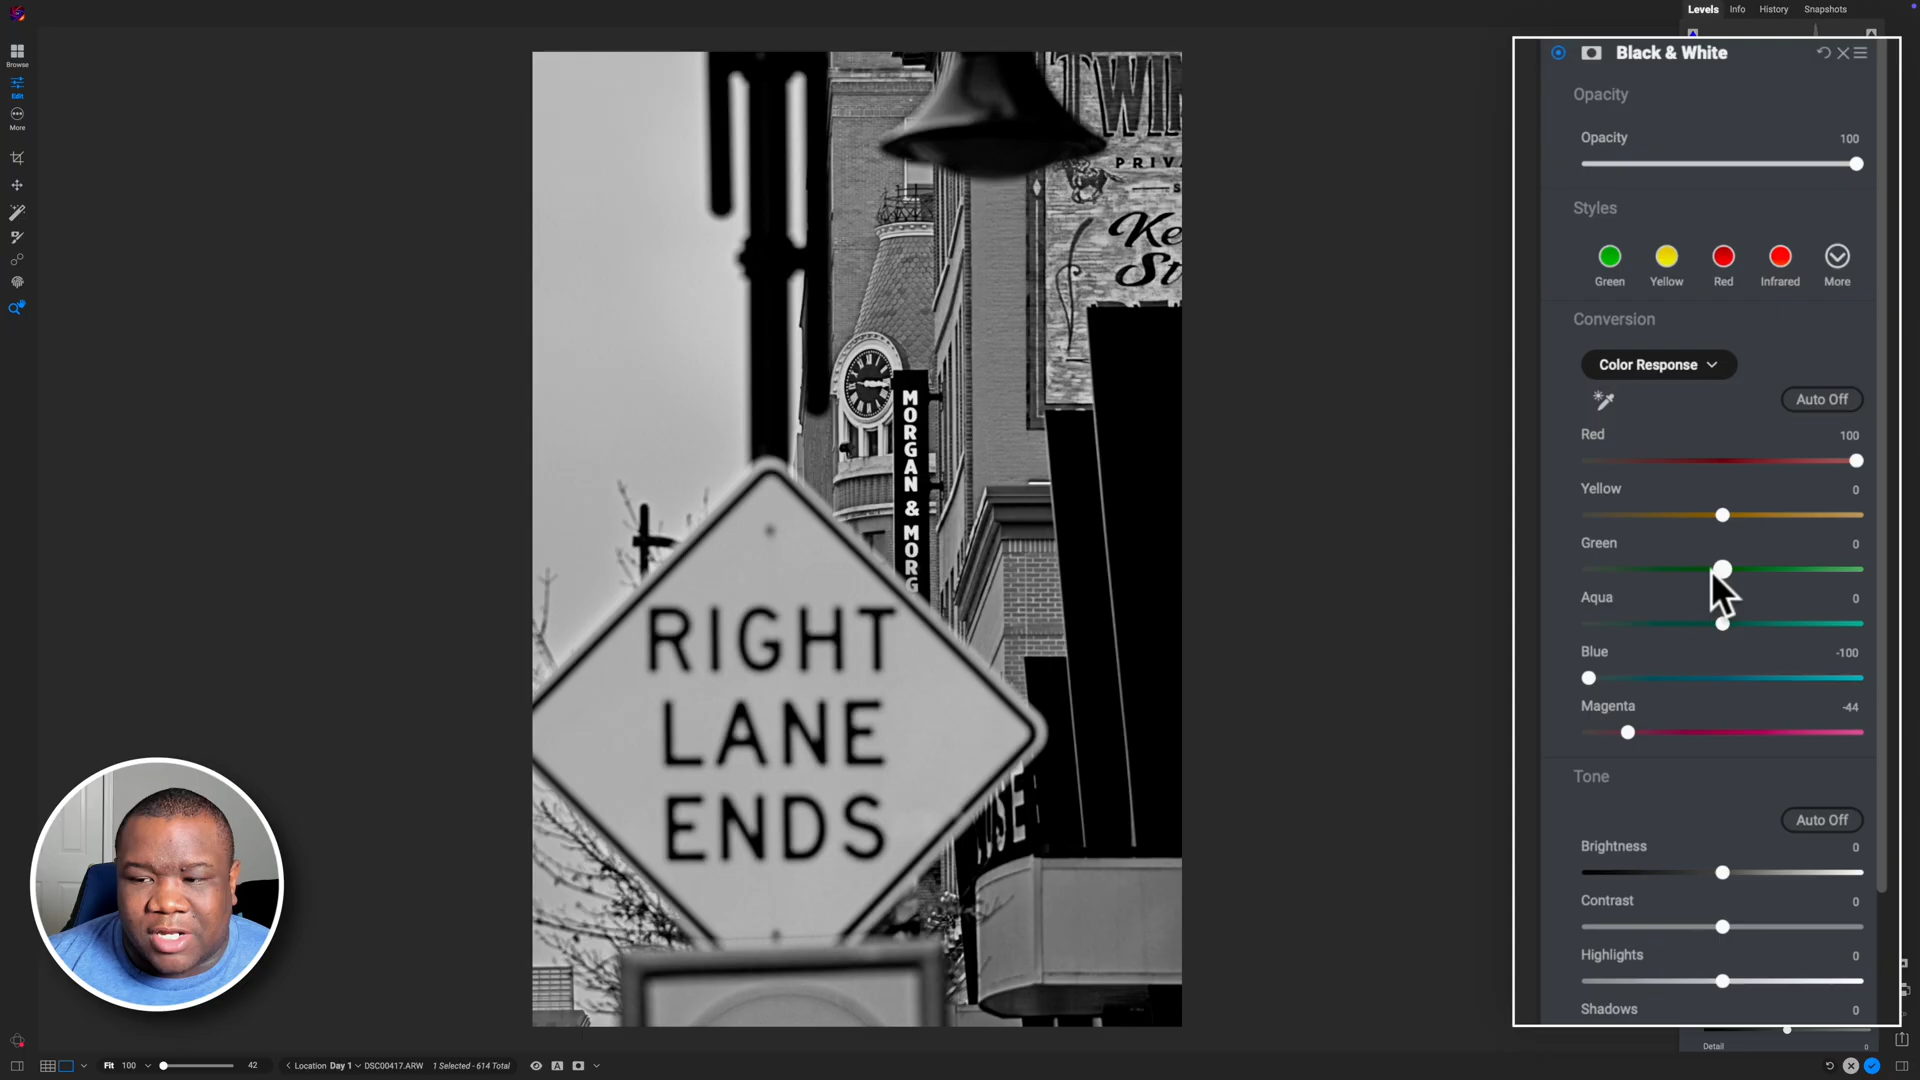 Levels Info History Snapshots
Browse
Edit
More
Black & White
Opacity
Opacity 100
Styles
Green Yellow Red Infrared More
Conversion
Color Response
Auto Off
Red 100
Yellow 0
Green 0
Aqua 0
Blue -100
Magenta -44
Tone
Auto Off
Brightness 0
Contrast 0
Highlights 0
Shadows 0
Detail 0
TWI
PRIVA
S
Ke
St
MORGAN & MORG
RIGHT
LANE
ENDS
OUSE
Fit 100 42 Location Day 1 DSC00417.ARW 1 Selected - 614 Total